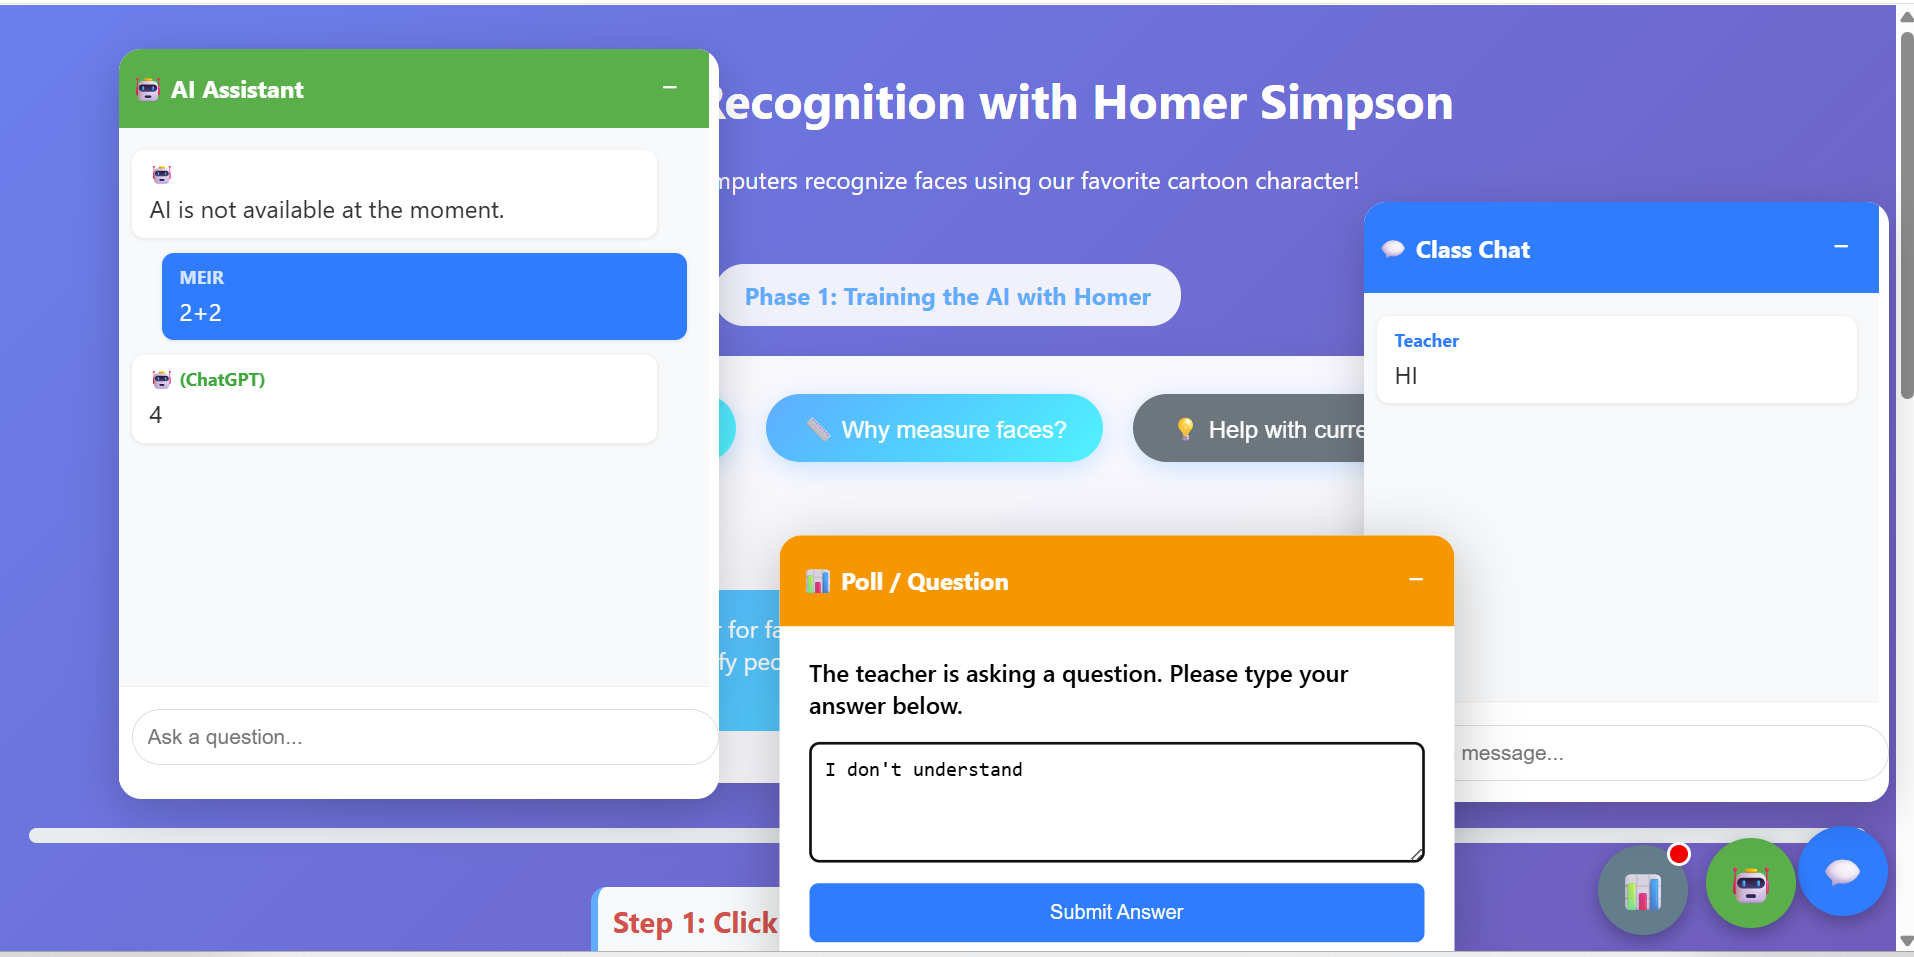 AI Assistant
AI is not available at the moment.
MEIR
2+2
(ChatGPT)
4
Ask a question...
Recognition with Homer Simpson
computers recognize faces using our favorite cartoon character!
Phase 1: Training the AI with Homer
Why measure faces?
Help with curre
Class Chat
Teacher
HI
message...
for fa
fy peo
Poll / Question
The teacher is asking a question. Please type your
answer below.
I don't understand
Submit Answer
Step 1: Click